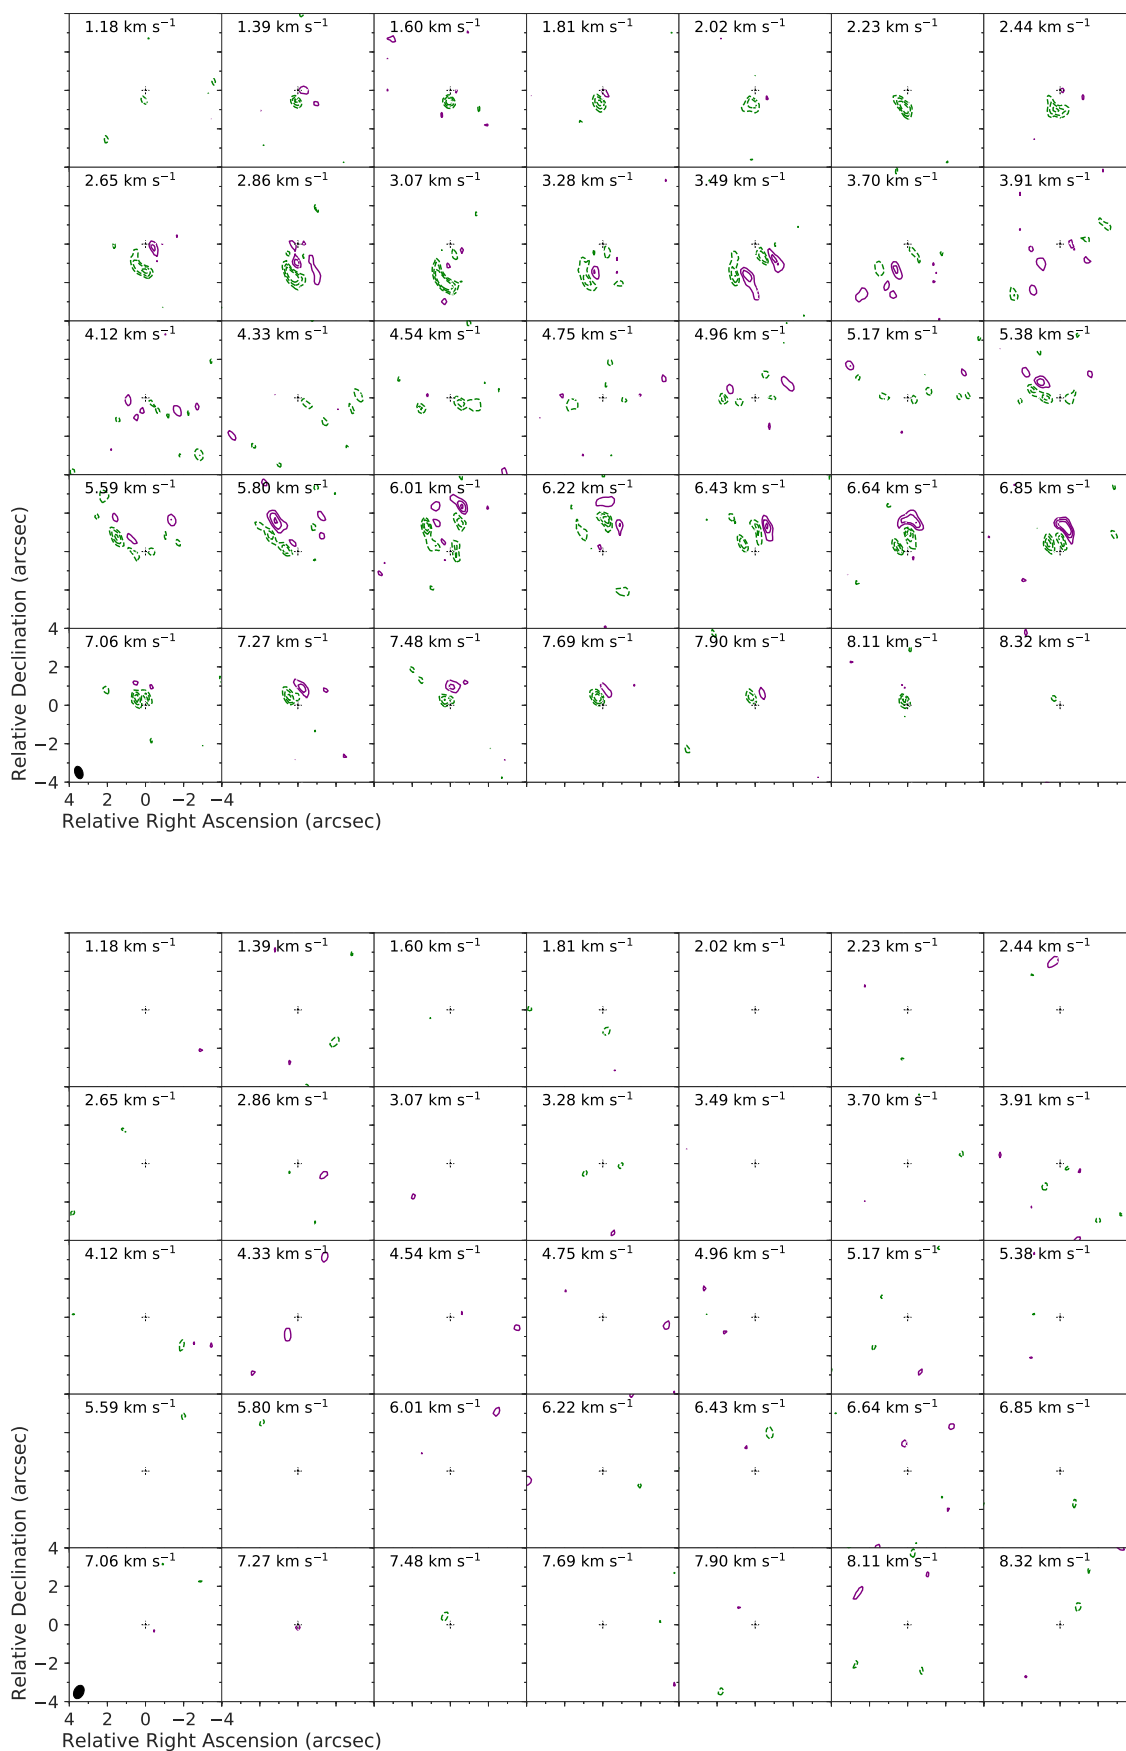 1.18 km s⁻¹ 1.39 km s⁻¹ 1.60 km s⁻¹ 1.81 km s⁻¹ 2.02 km s⁻¹ 2.23 km s⁻¹ 2.44 km s⁻¹
2.65 km s⁻¹ 2.86 km s⁻¹ 3.07 km s⁻¹ 3.28 km s⁻¹ 3.49 km s⁻¹ 3.70 km s⁻¹ 3.91 km s⁻¹
4.12 km s⁻¹ 4.33 km s⁻¹ 4.54 km s⁻¹ 4.75 km s⁻¹ 4.96 km s⁻¹ 5.17 km s⁻¹ 5.38 km s⁻¹
5.59 km s⁻¹ 5.80 km s⁻¹ 6.01 km s⁻¹ 6.22 km s⁻¹ 6.43 km s⁻¹ 6.64 km s⁻¹ 6.85 km s⁻¹
7.06 km s⁻¹ 7.27 km s⁻¹ 7.48 km s⁻¹ 7.69 km s⁻¹ 7.90 km s⁻¹ 8.11 km s⁻¹ 8.32 km s⁻¹
4
2
0
−2
−4
Relative Declination (arcsec)
4 2 0 −2 −4
Relative Right Ascension (arcsec)
1.18 km s⁻¹ 1.39 km s⁻¹ 1.60 km s⁻¹ 1.81 km s⁻¹ 2.02 km s⁻¹ 2.23 km s⁻¹ 2.44 km s⁻¹
2.65 km s⁻¹ 2.86 km s⁻¹ 3.07 km s⁻¹ 3.28 km s⁻¹ 3.49 km s⁻¹ 3.70 km s⁻¹ 3.91 km s⁻¹
4.12 km s⁻¹ 4.33 km s⁻¹ 4.54 km s⁻¹ 4.75 km s⁻¹ 4.96 km s⁻¹ 5.17 km s⁻¹ 5.38 km s⁻¹
5.59 km s⁻¹ 5.80 km s⁻¹ 6.01 km s⁻¹ 6.22 km s⁻¹ 6.43 km s⁻¹ 6.64 km s⁻¹ 6.85 km s⁻¹
7.06 km s⁻¹ 7.27 km s⁻¹ 7.48 km s⁻¹ 7.69 km s⁻¹ 7.90 km s⁻¹ 8.11 km s⁻¹ 8.32 km s⁻¹
4
2
0
−2
−4
Relative Declination (arcsec)
4 2 0 −2 −4
Relative Right Ascension (arcsec)